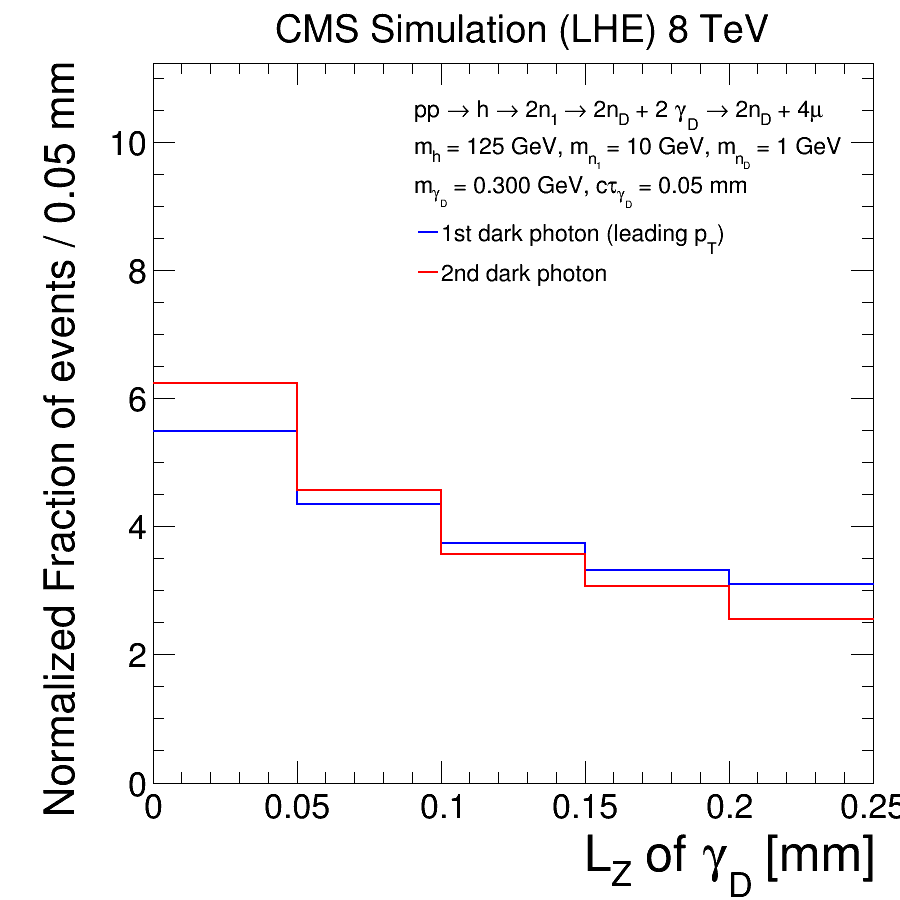 CMS Simulation (LHE) 8 TeV
pp → h → 2n₁ → 2n_D + 2 γ_D → 2n_D + 4μ
m_h = 125 GeV, m_n₁ = 10 GeV, m_n_D = 1 GeV
m_γ_D = 0.300 GeV, cτ_γ_D = 0.05 mm
1st dark photon (leading p_T)
2nd dark photon
Normalized Fraction of events / 0.05 mm
10
8
6
4
2
0
0 0.05 0.1 0.15 0.2 0.25
L_Z of γ_D [mm]